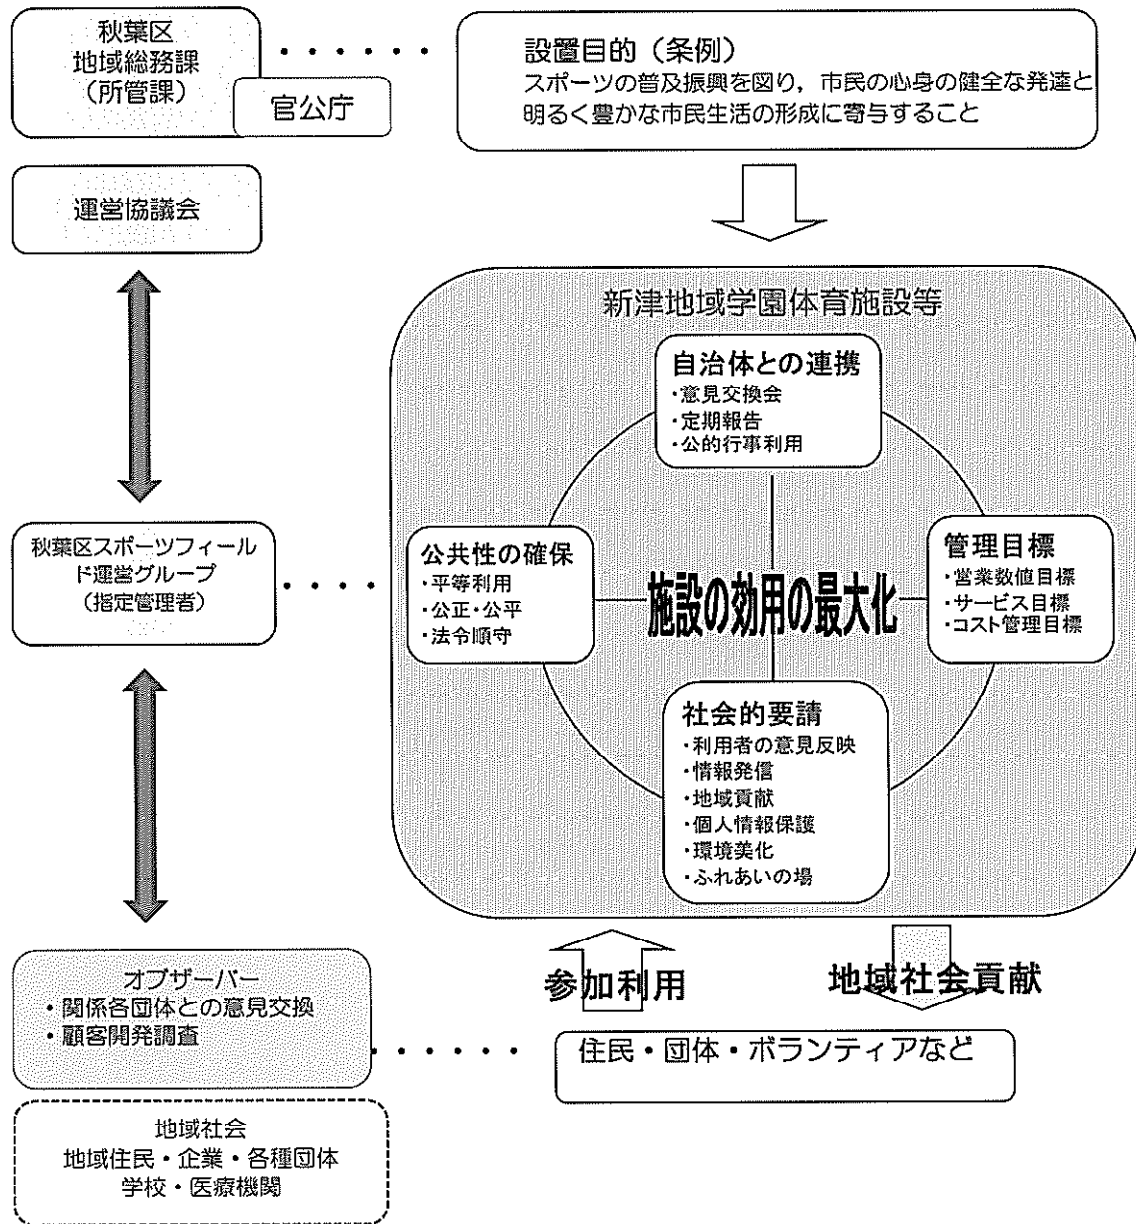 秋葉区
地域総務課
（所管課）
官公庁
設置目的（条例）
スポーツの普及振興を図り，市民の心身の健全な発達と
明るく豊かな市民生活の形成に寄与すること
運営協議会
新津地域学園体育施設等
自治体との連携
・意見交換会
・定期報告
・公的行事利用
秋葉区スポーツフィール
ド運営グループ
（指定管理者）
公共性の確保
・平等利用
・公正・公平
・法令順守
施設の効用の最大化
管理目標
・営業数値目標
・サービス目標
・コスト管理目標
社会的要請
・利用者の意見反映
・情報発信
・地域貢献
・個人情報保護
・環境美化
・ふれあいの場
参加利用
地域社会貢献
オブザーバー
・関係各団体との意見交換
・顧客開発調査
住民・団体・ボランティアなど
地域社会
地域住民・企業・各種団体
学校・医療機関